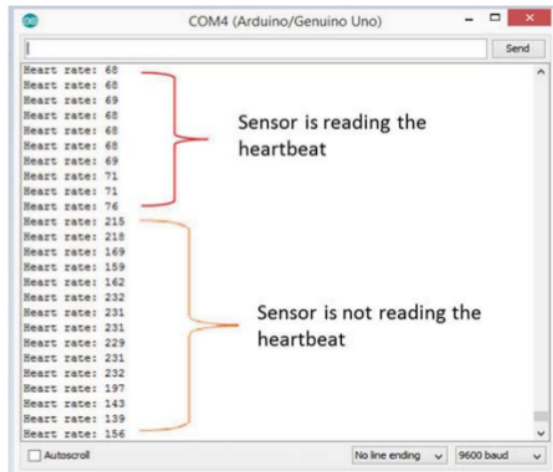 COM4 (Arduino/Genuino Uno)
Send
Heart rate: 68
Heart rate: 68
Heart rate: 69
Heart rate: 68
Heart rate: 68
Heart rate: 68
Heart rate: 69
Heart rate: 71
Heart rate: 71
Heart rate: 76
Sensor is reading the
heartbeat
Heart rate: 215
Heart rate: 218
Heart rate: 169
Heart rate: 159
Heart rate: 162
Heart rate: 232
Heart rate: 231
Heart rate: 231
Heart rate: 229
Heart rate: 231
Heart rate: 232
Heart rate: 197
Heart rate: 143
Heart rate: 139
Heart rate: 156
Sensor is not reading the
heartbeat
Autoscroll
No line ending
9600 baud